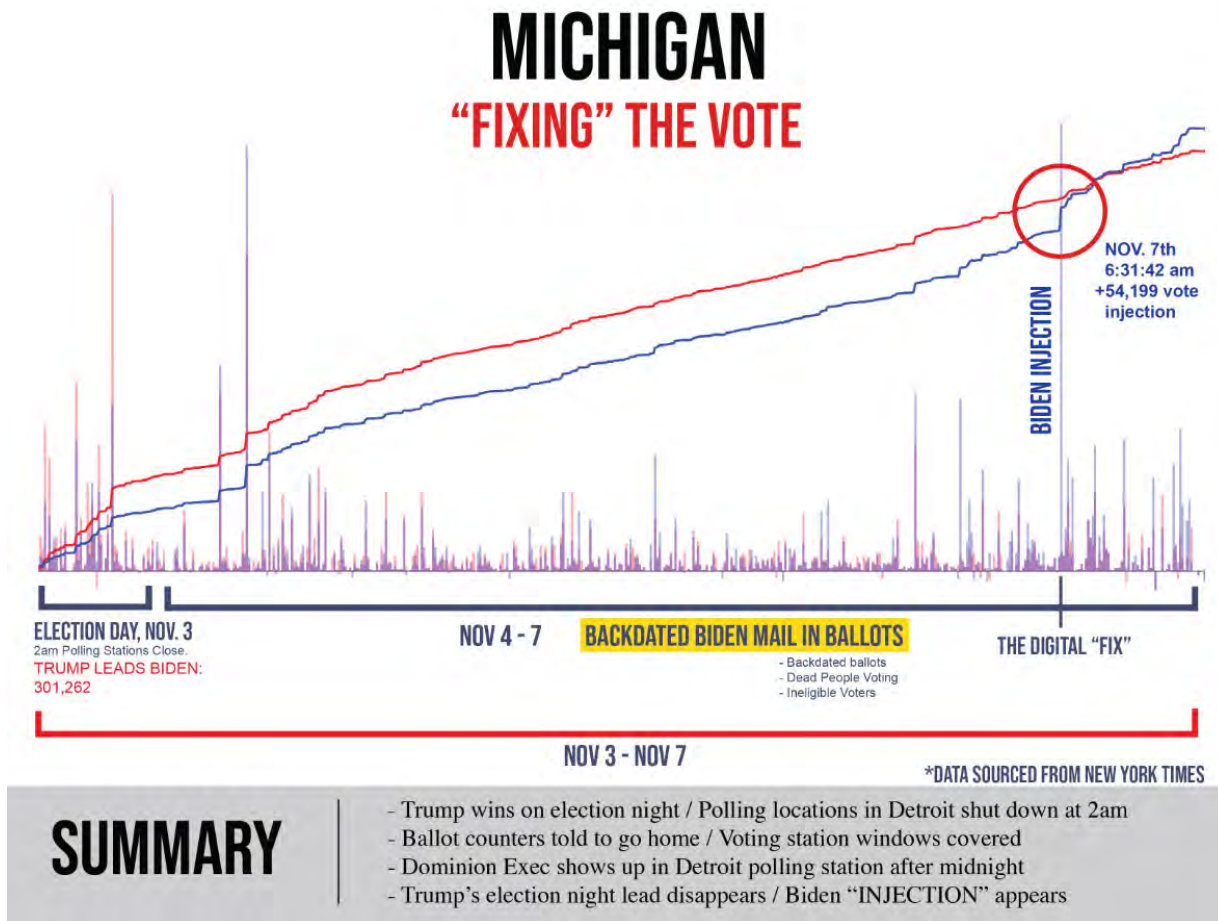 MICHIGAN
“FIXING” THE VOTE
NOV. 7th
6:31:42 am
+54,199 vote
injection
BIDEN INJECTION
ELECTION DAY, NOV. 3
2am Polling Stations Close.
TRUMP LEADS BIDEN:
301,262
NOV 4 - 7 BACKDATED BIDEN MAIL IN BALLOTS
- Backdated ballots
- Dead People Voting
- Ineligible Voters
THE DIGITAL “FIX”
NOV 3 - NOV 7
*DATA SOURCED FROM NEW YORK TIMES
SUMMARY
- Trump wins on election night / Polling locations in Detroit shut down at 2am
- Ballot counters told to go home / Voting station windows covered
- Dominion Exec shows up in Detroit polling station after midnight
- Trump’s election night lead disappears / Biden “INJECTION” appears